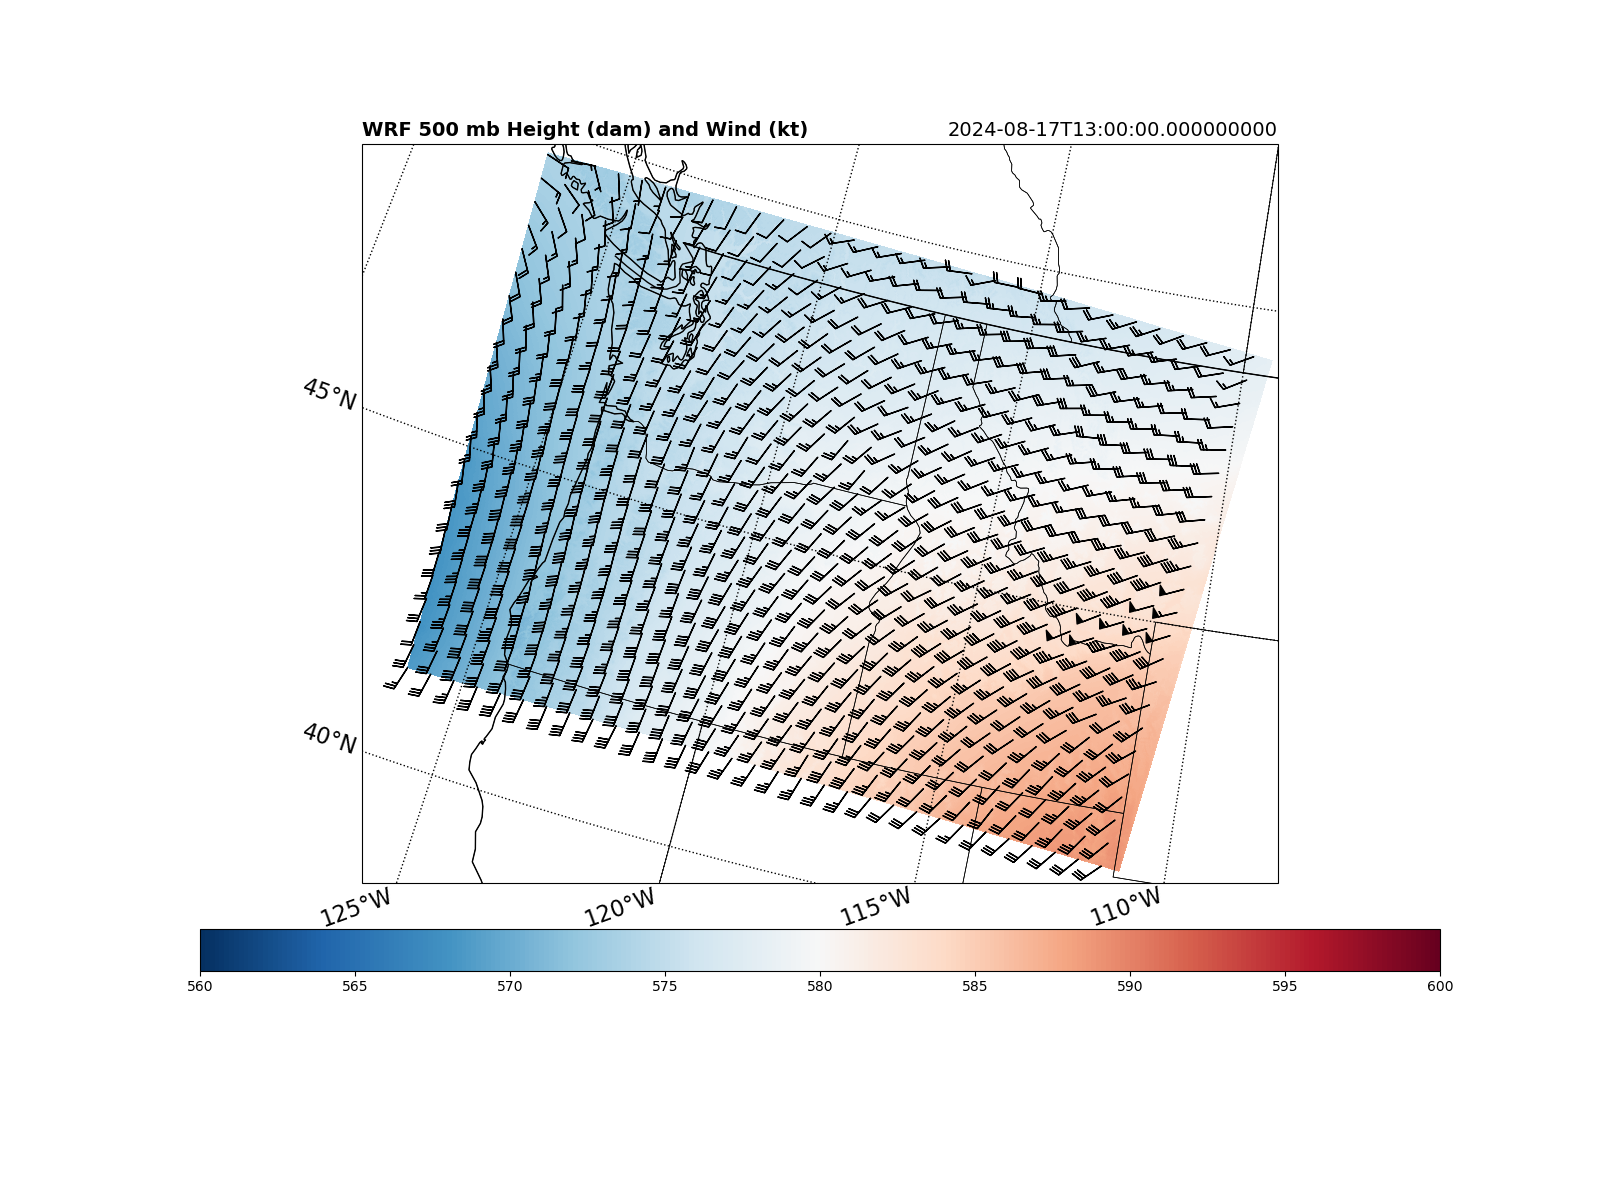 WRF 500 mb Height (dam) and Wind (kt) 2024-08-17T13:00:00.000000000
45°N
40°N
125°W 120°W 115°W 110°W
560 565 570 575 580 585 590 595 600